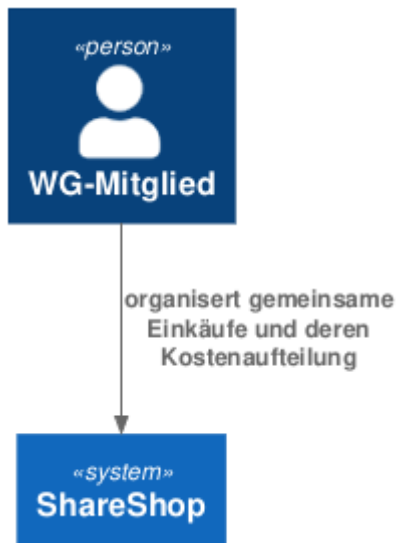 «person»
WG-Mitglied
organisert gemeinsame
Einkäufe und deren
Kostenaufteilung
«system»
ShareShop